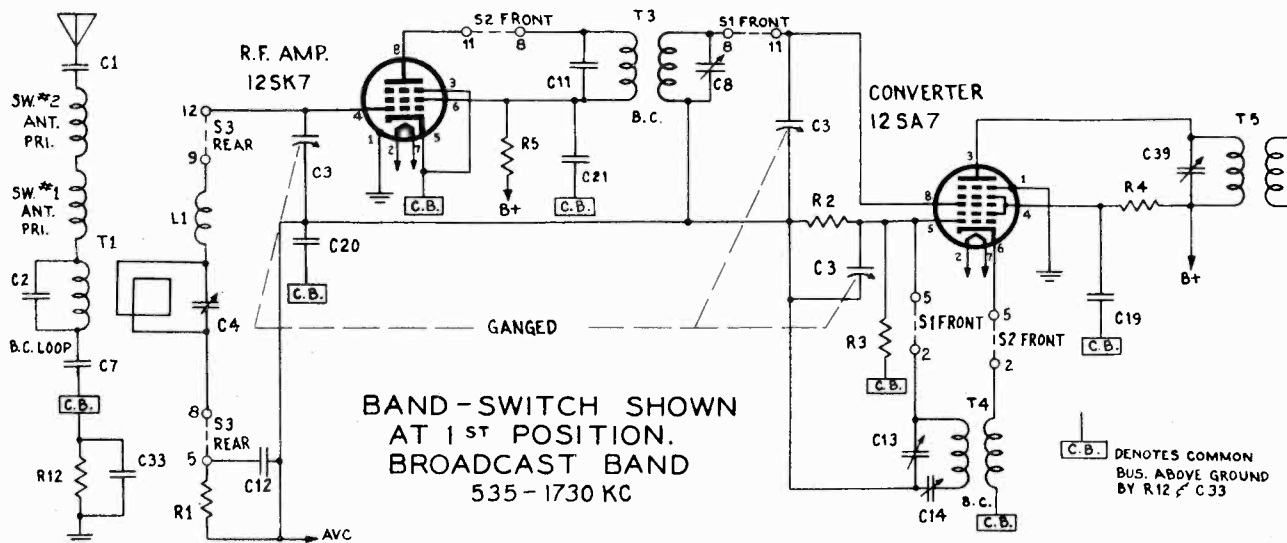 C1
SW.#2
ANT.
PRI.
SW.#1
ANT.
PRI.
T1
C2
B.C. LOOP
C7
C.B.
R12
C33
12
S3
REAR
9
L1
C4
8
S3
REAR
5
R1
C12
AVC
R.F. AMP.
12SK7
8
3
6
4
1
2
7
5
C.B.
C3
C20
C.B.
S2 FRONT
11
8
C11
R5
B+
C21
C.B.
T3
B.C.
S1 FRONT
8
11
C8
C3
GANGED
CONVERTER
12SA7
3
1
4
8
5
2
7
6
R2
C3
R3
C.B.
5
S1 FRONT
2
5
S2 FRONT
2
T4
C13
C14
B.C.
C.B.
C39
T5
R4
B+
C19
C.B.
BAND-SWITCH SHOWN
AT 1ST POSITION.
BROADCAST BAND
535-1730 KC
C.B. DENOTES COMMON
BUS. ABOVE GROUND
BY R12 & C33